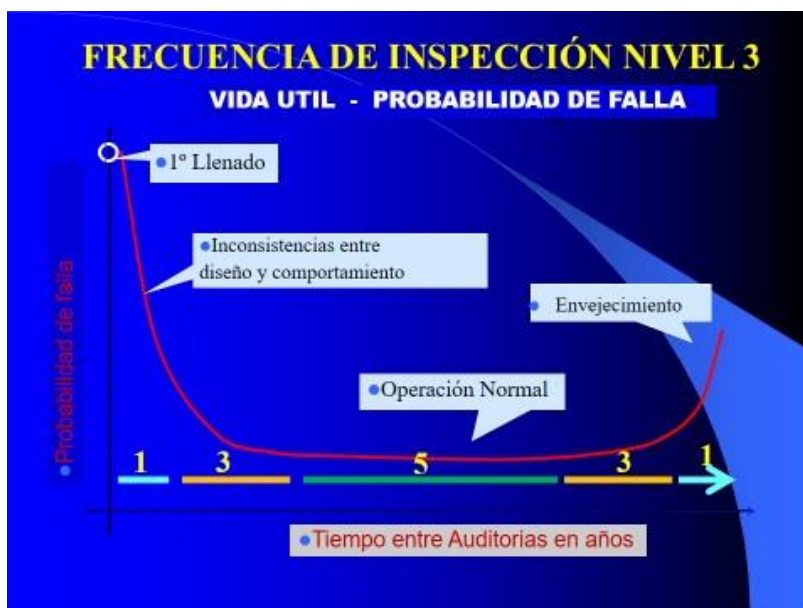 FRECUENCIA DE INSPECCIÓN NIVEL 3
VIDA UTIL - PROBABILIDAD DE FALLA
1º Llenado
Inconsistencias entre
diseño y comportamiento
Envejecimiento
Operación Normal
Probabilidad de falla
1 3 5 3 1
Tiempo entre Auditorias en años